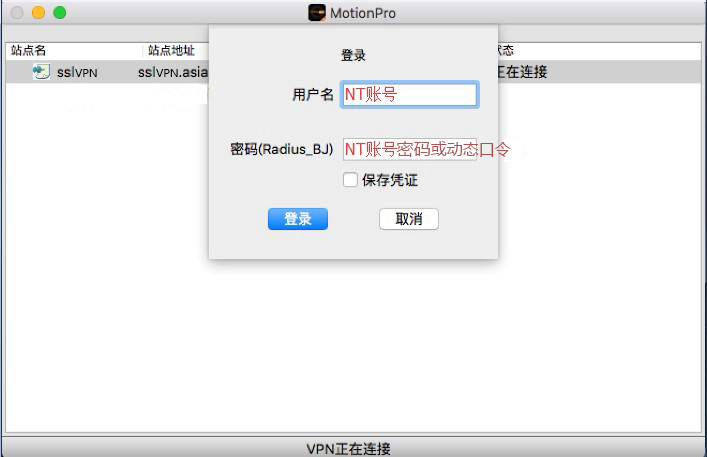 MotionPro
站点名 站点地址
sslVPN sslVPN.asia 正在连接
登录
用户名 NT账号
密码(Radius_BJ) NT账号密码或动态口令
保存凭证
登录 取消
VPN正在连接